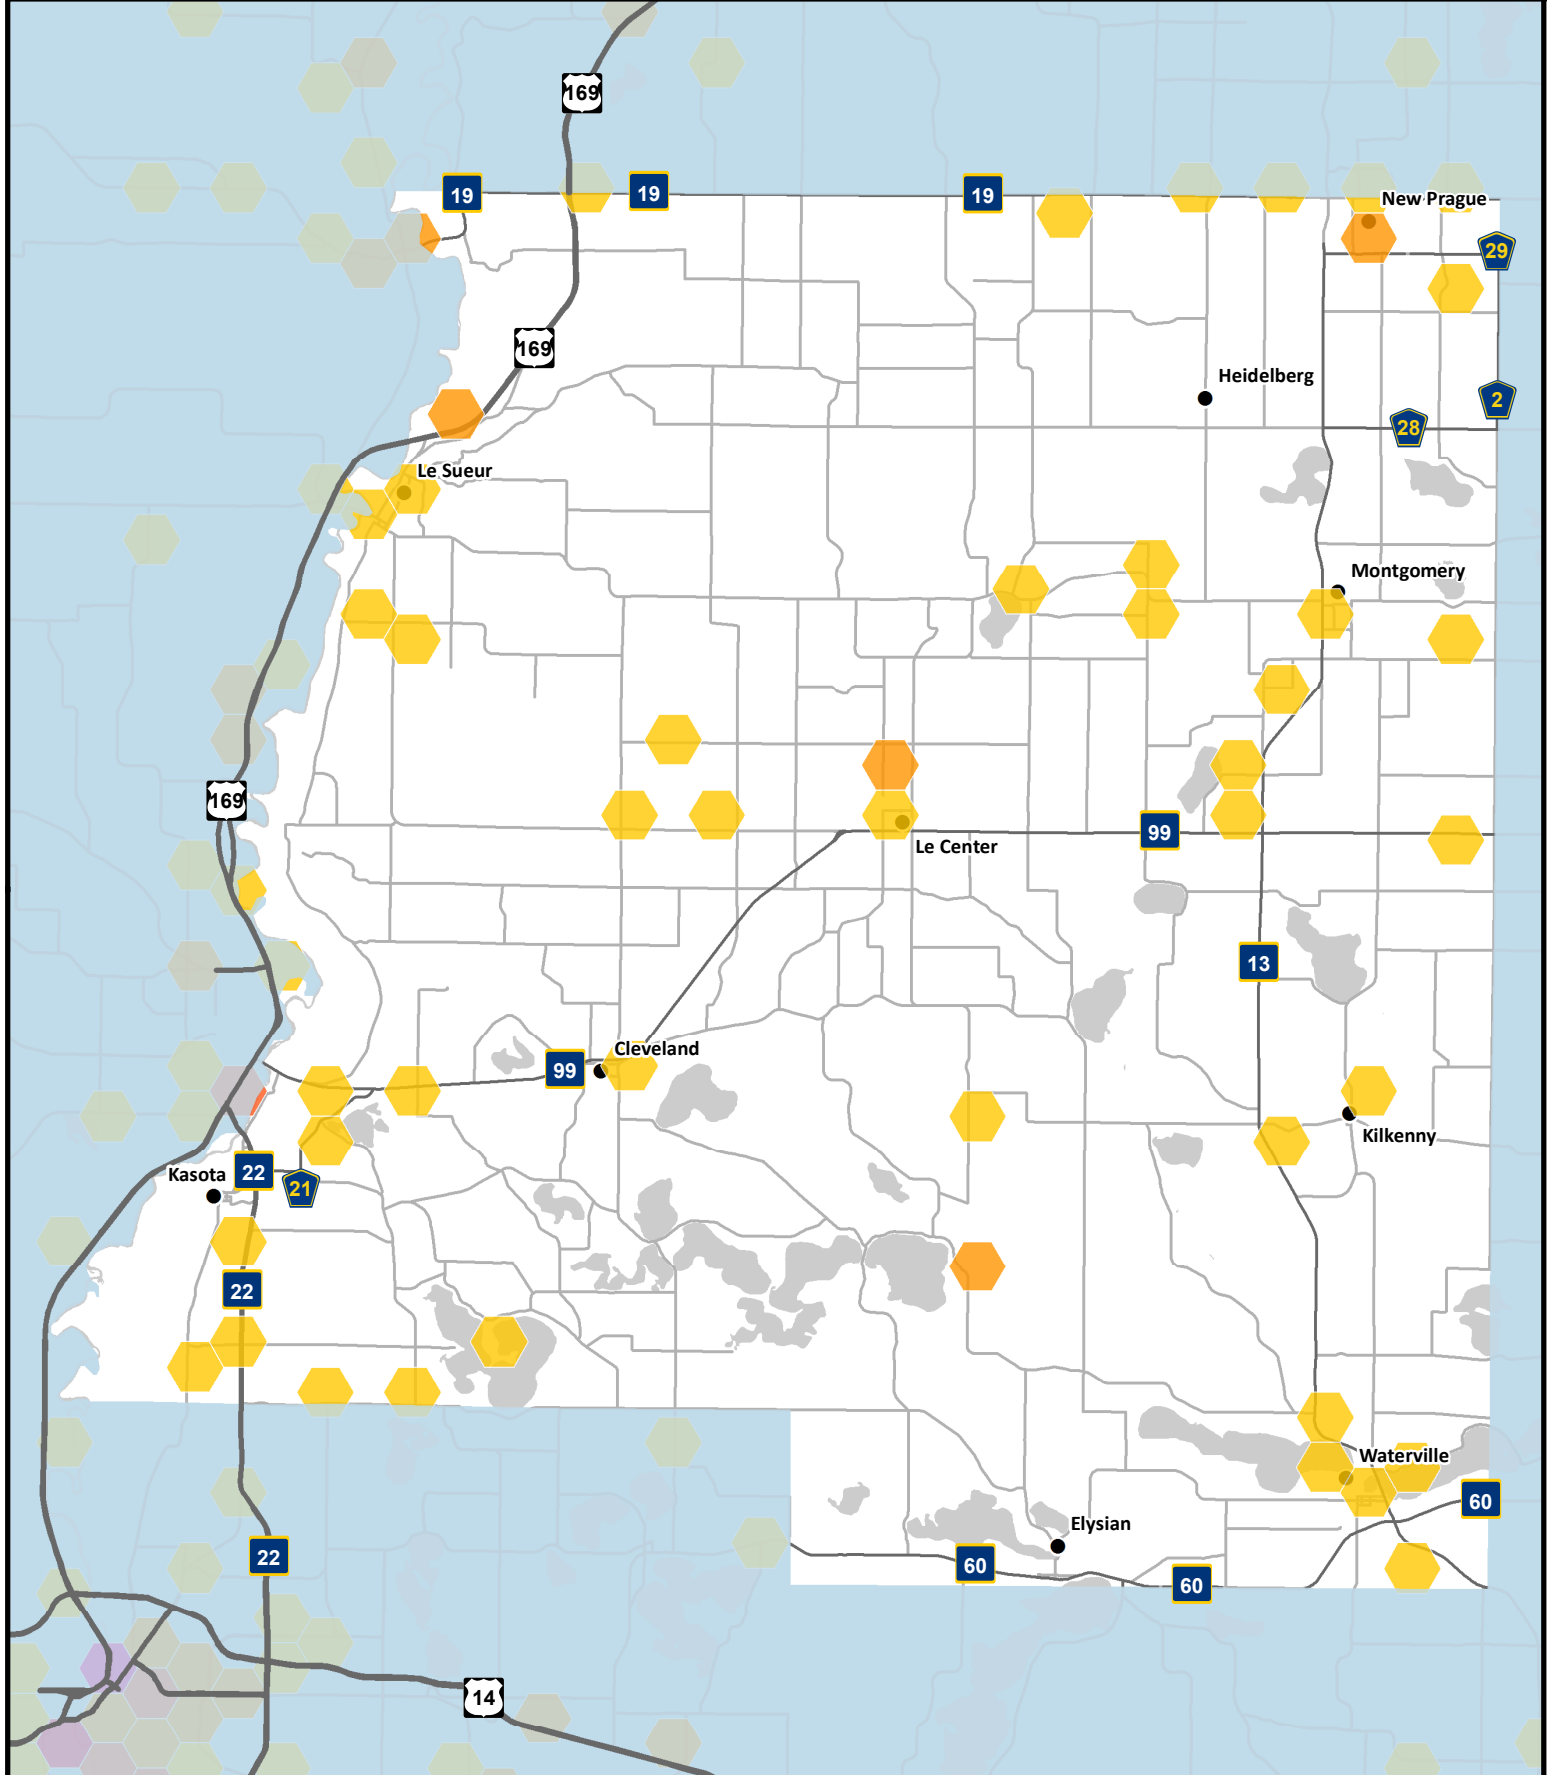 169
19
19
19
New Prague
29
169
Heidelberg
2
28
Le Sueur
Montgomery
169
99
Le Center
13
Cleveland
99
Kilkenny
Kasota
22
21
22
Waterville
60
Elysian
22
60
60
14